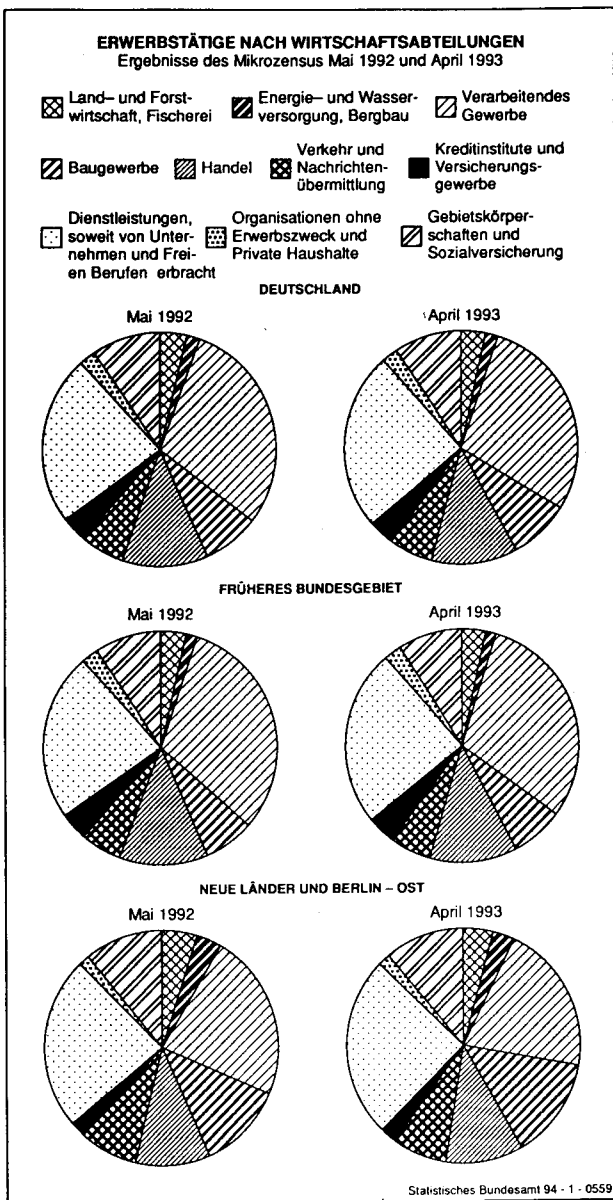 ERWERBSTÄTIGE NACH WIRTSCHAFTSABTEILUNGEN
Ergebnisse des Mikrozensus Mai 1992 und April 1993
Land– und Forst-
wirtschaft, Fischerei
Energie– und Wasser-
versorgung, Bergbau
Verarbeitendes
Gewerbe
Baugewerbe
Handel
Verkehr und
Nachrichten-
übermittlung
Kreditinstitute und
Versicherungs-
gewerbe
Dienstleistungen,
soweit von Unter-
nehmen und Frei-
en Berufen erbracht
Organisationen ohne
Erwerbszweck und
Private Haushalte
Gebietskörper-
schaften und
Sozialversicherung
DEUTSCHLAND
Mai 1992
April 1993
FRÜHERES BUNDESGEBIET
Mai 1992
April 1993
NEUE LÄNDER UND BERLIN – OST
Mai 1992
April 1993
Statistisches Bundesamt 94 - 1 - 0559